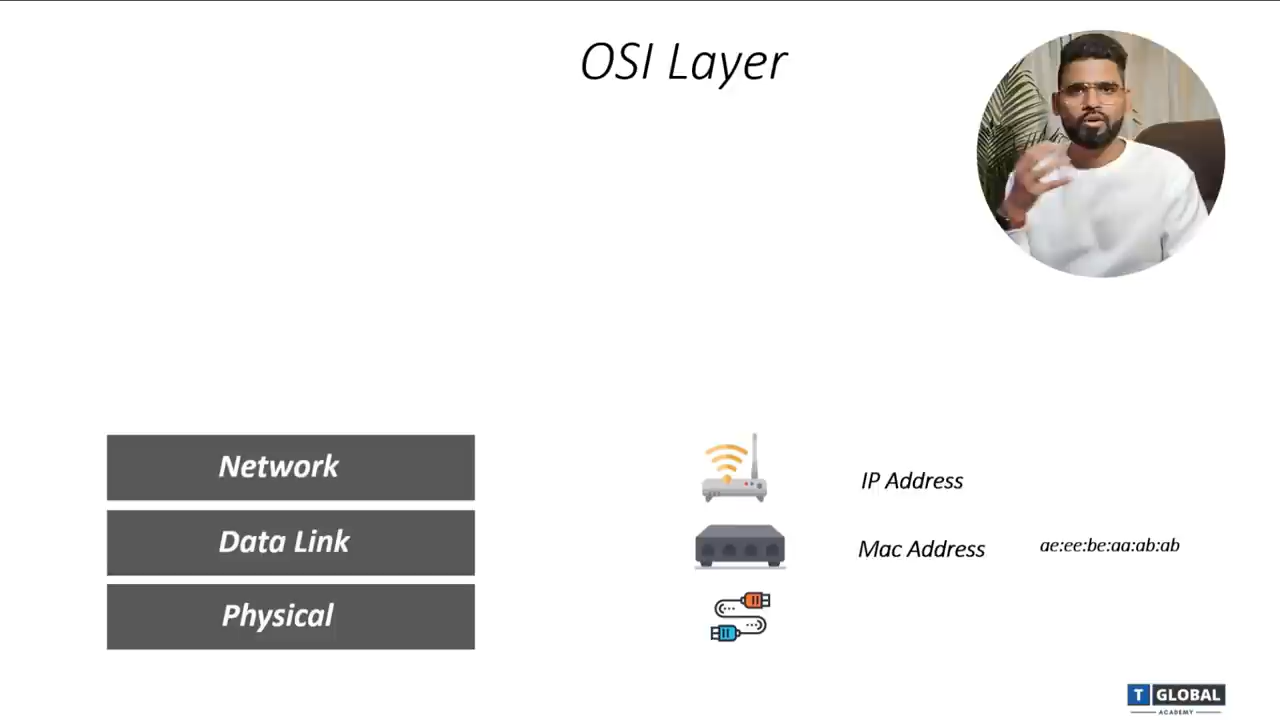 OSI Layer
Network
IP Address
Data Link
Mac Address
ae:ee:be:aa:ab:ab
Physical
T GLOBAL
ACADEMY